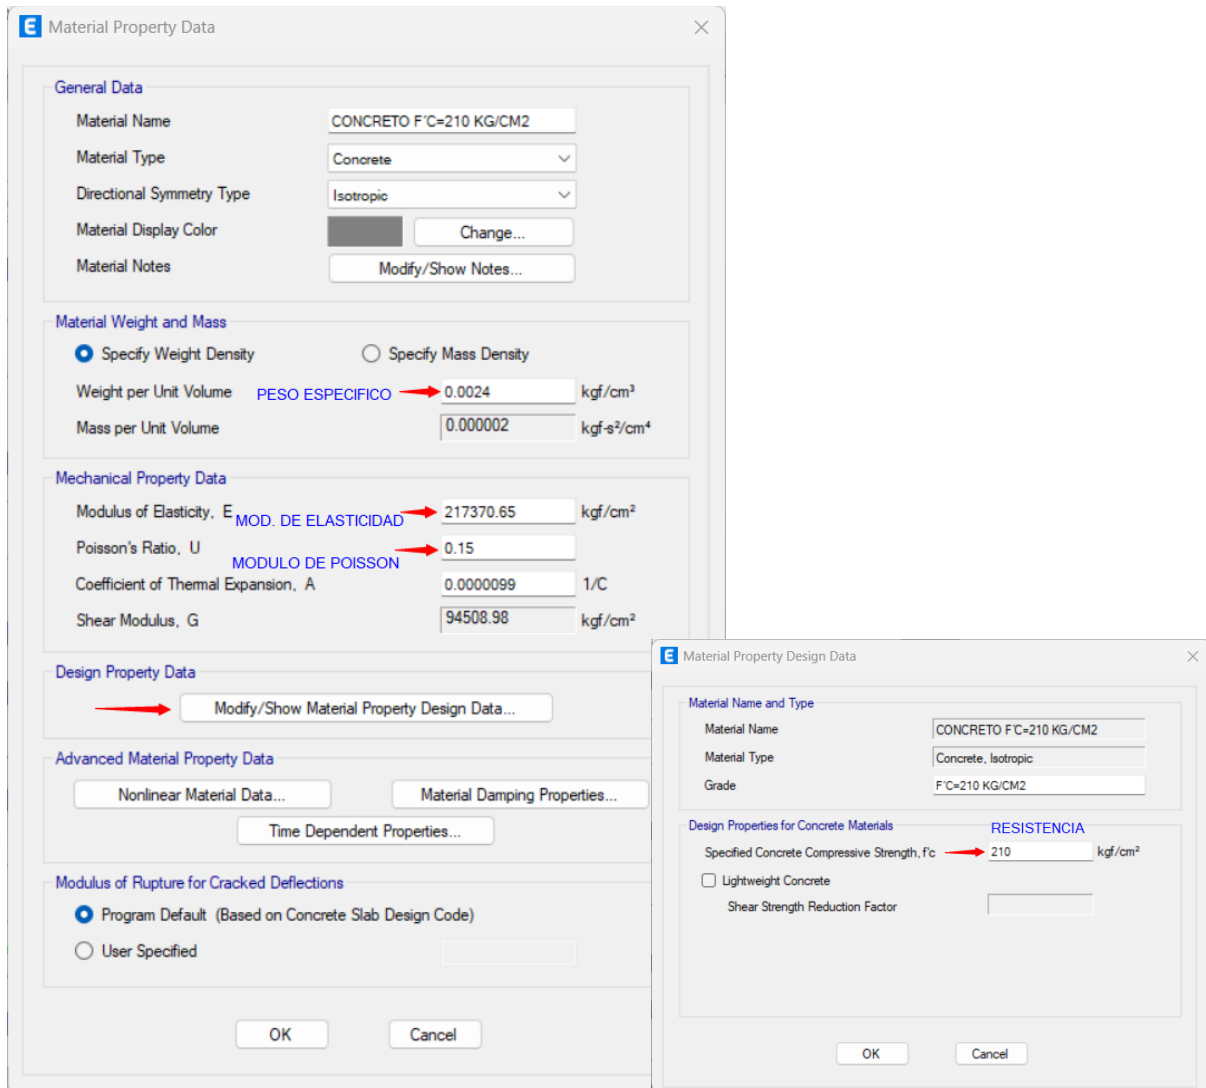 E Material Property Data
General Data
Material Name CONCRETO F'C=210 KG/CM2
Material Type Concrete
Directional Symmetry Type Isotropic
Material Display Color Change...
Material Notes Modify/Show Notes...
Material Weight and Mass
Specify Weight Density Specify Mass Density
Weight per Unit Volume PESO ESPECIFICO 0.0024 kgf/cm³
Mass per Unit Volume 0.000002 kgf-s²/cm⁴
Mechanical Property Data
Modulus of Elasticity, E MOD. DE ELASTICIDAD 217370.65 kgf/cm²
Poisson's Ratio, U MODULO DE POISSON 0.15
Coefficient of Thermal Expansion, A 0.0000099 1/C
Shear Modulus, G 94508.98 kgf/cm²
Design Property Data
Modify/Show Material Property Design Data...
Advanced Material Property Data
Nonlinear Material Data... Material Damping Properties...
Time Dependent Properties...
Modulus of Rupture for Cracked Deflections
Program Default (Based on Concrete Slab Design Code)
User Specified
OK Cancel
E Material Property Design Data
Material Name and Type
Material Name CONCRETO F'C=210 KG/CM2
Material Type Concrete, Isotropic
Grade F'C=210 KG/CM2
Design Properties for Concrete Materials RESISTENCIA
Specified Concrete Compressive Strength, f'c 210 kgf/cm²
Lightweight Concrete
Shear Strength Reduction Factor
OK Cancel